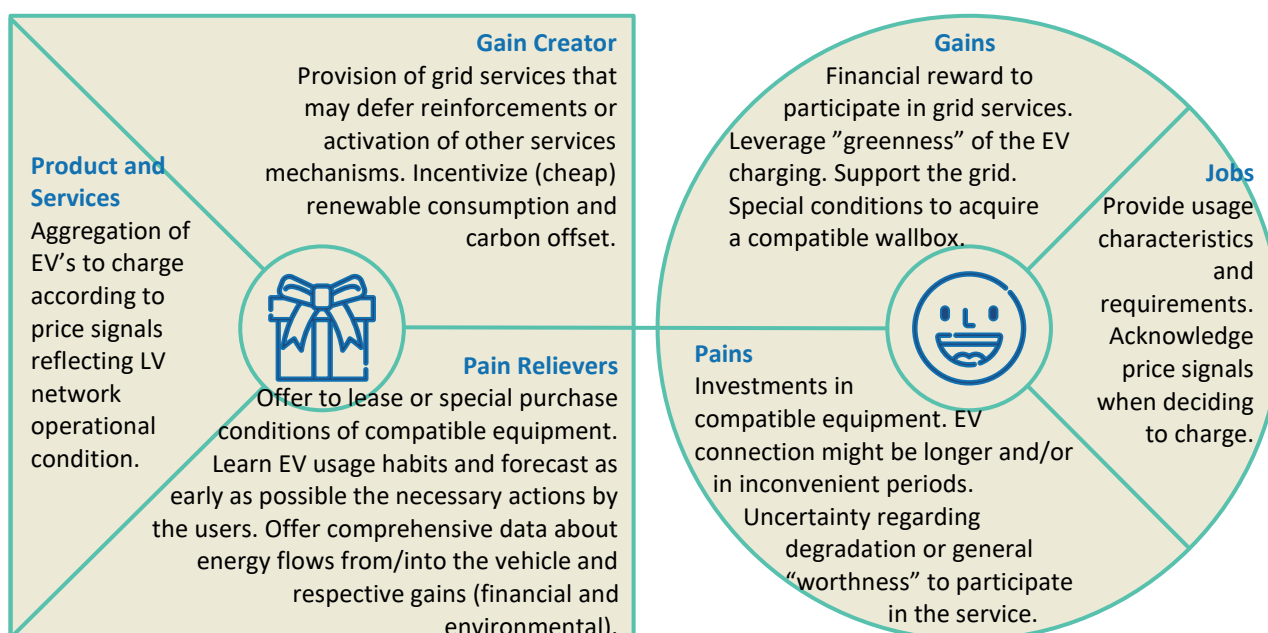 Gain Creator
Provision of grid services that
may defer reinforcements or
activation of other services
mechanisms. Incentivize (cheap)
renewable consumption and
carbon offset.
Product and
Services
Aggregation of
EV’s to charge
according to
price signals
reflecting LV
network
operational
condition.
Pain Relievers
Offer to lease or special purchase
conditions of compatible equipment.
Learn EV usage habits and forecast as
early as possible the necessary actions by
the users. Offer comprehensive data about
energy flows from/into the vehicle and
respective gains (financial and
environmental).
Gains
Financial reward to
participate in grid services.
Leverage ”greenness” of the EV
charging. Support the grid.
Special conditions to acquire
a compatible wallbox.
Pains
Investments in
compatible equipment. EV
connection might be longer and/or
in inconvenient periods.
Uncertainty regarding
degradation or general
“worthness” to participate
in the service.
Jobs
Provide usage
characteristics
and
requirements.
Acknowledge
price signals
when deciding
to charge.